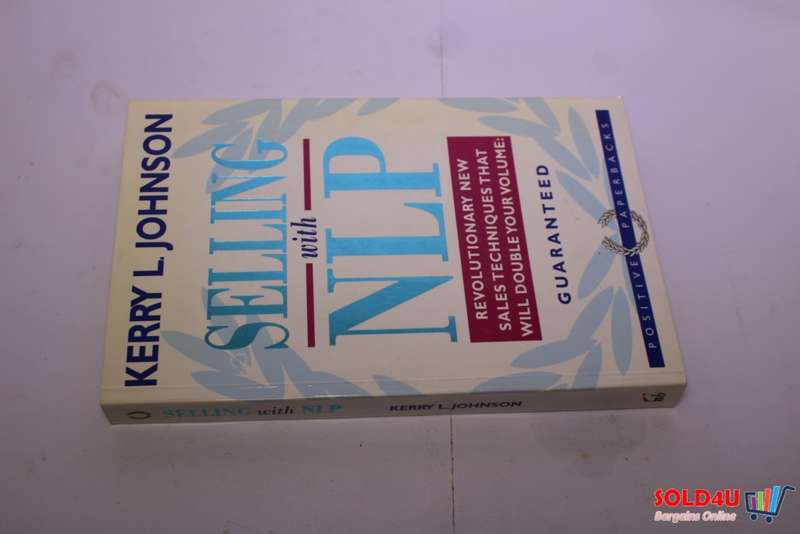 KERRY L. JOHNSON
SELLING
with
NLP
REVOLUTIONARY NEW
SALES TECHNIQUES THAT
WILL DOUBLE YOUR VOLUME:
GUARANTEED
POSITIVE PAPERBACKS
SELLING with NLP KERRY L. JOHNSON nb
SOLD4U
Bargains Online